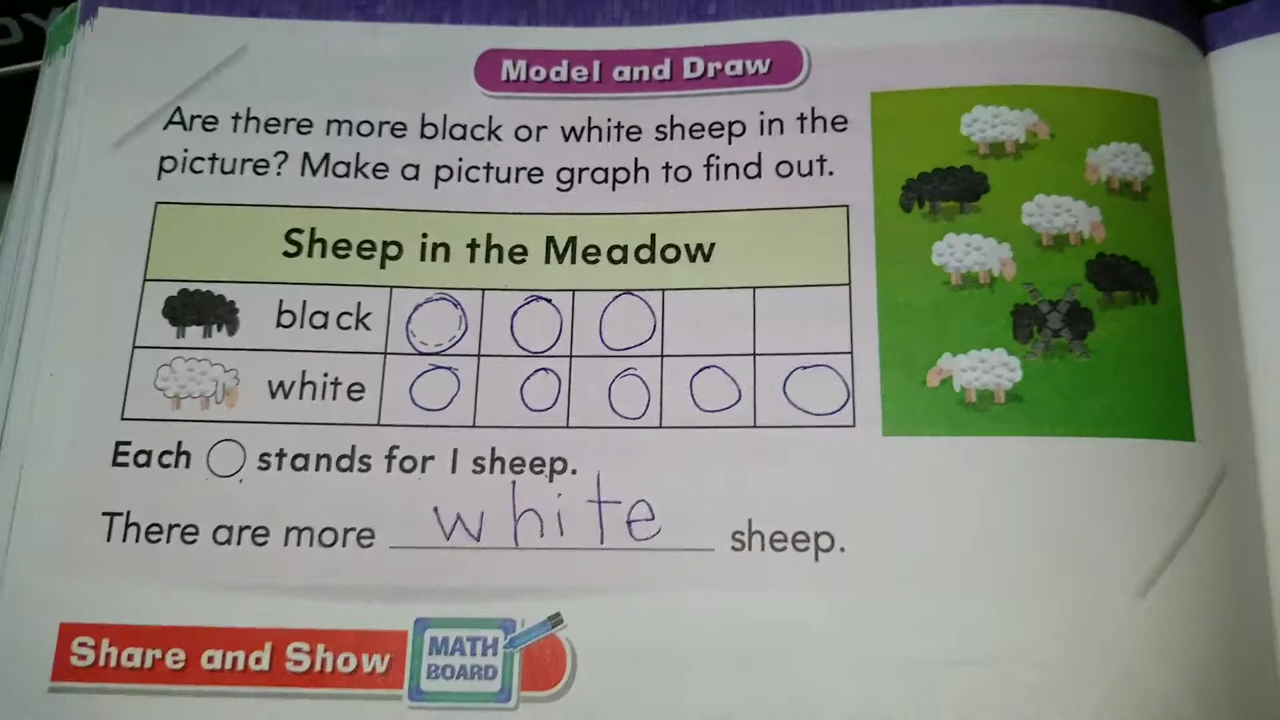 Model and Draw
Are there more black or white sheep in the
picture? Make a picture graph to find out.
Sheep in the Meadow
black
white
Each ○ stands for 1 sheep.
There are more white sheep.
Share and Show
MATH
BOARD